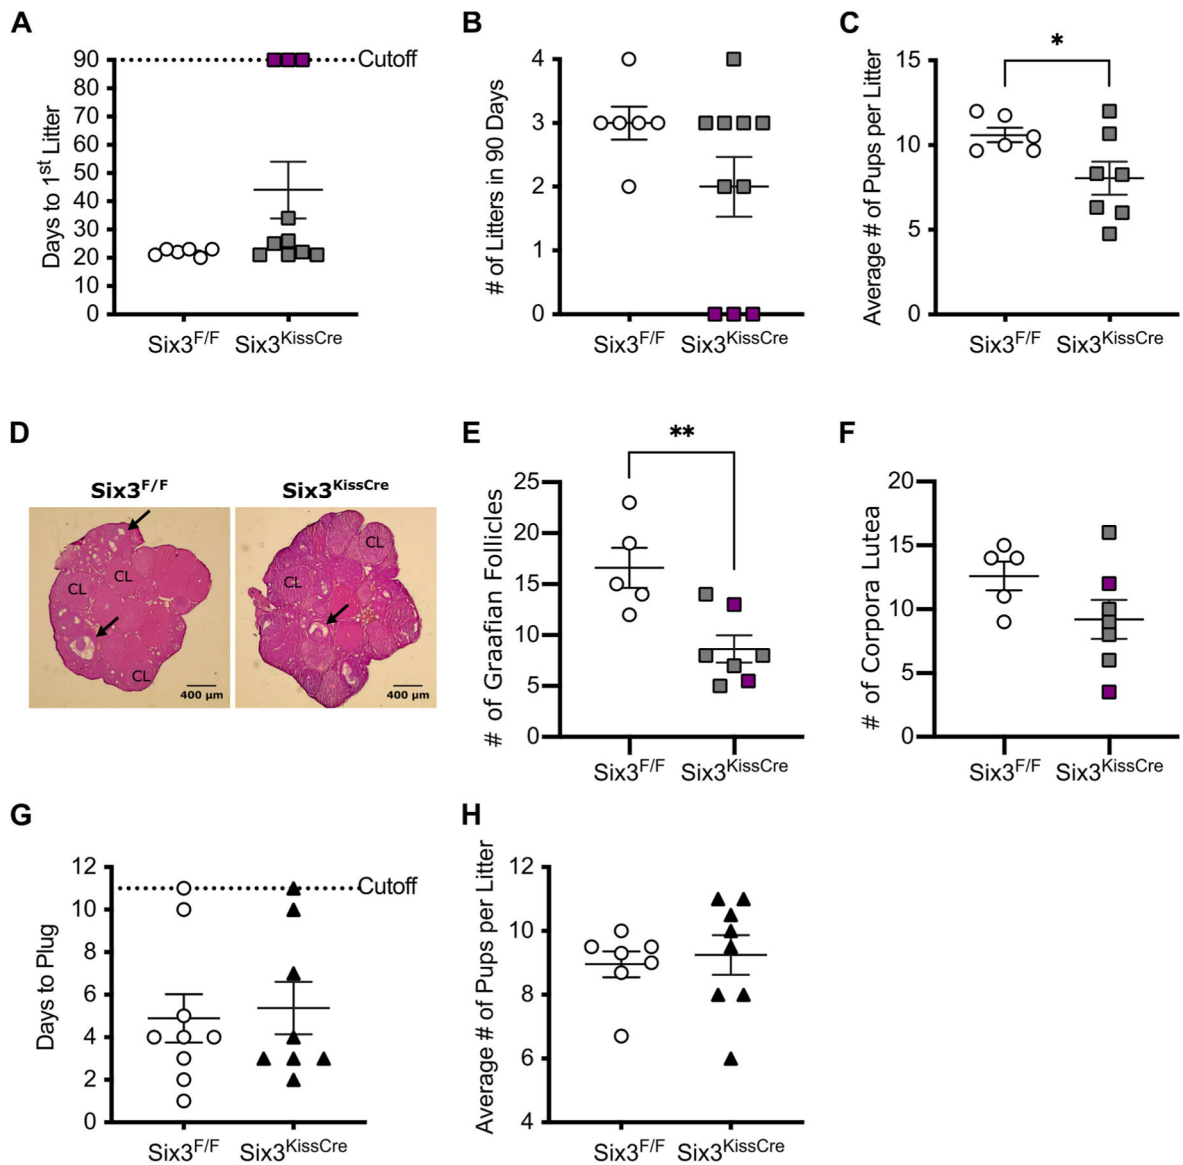 A
Days to 1st Litter
90
80
70
60
50
40
30
20
10
0
Cutoff
Six3F/F
Six3KissCre
B
# of Litters in 90 Days
4
3
2
1
0
Six3F/F
Six3KissCre
C
Average # of Pups per Litter
15
10
5
0
*
Six3F/F
Six3KissCre
D
Six3F/F
Six3KissCre
CL
CL
CL
400 µm
CL
CL
400 µm
E
# of Graafian Follicles
25
20
15
10
5
0
**
Six3F/F
Six3KissCre
F
# of Corpora Lutea
20
15
10
5
0
Six3F/F
Six3KissCre
G
Days to Plug
12
10
8
6
4
2
0
Cutoff
Six3F/F
Six3KissCre
H
Average # of Pups per Litter
12
10
8
6
4
Six3F/F
Six3KissCre